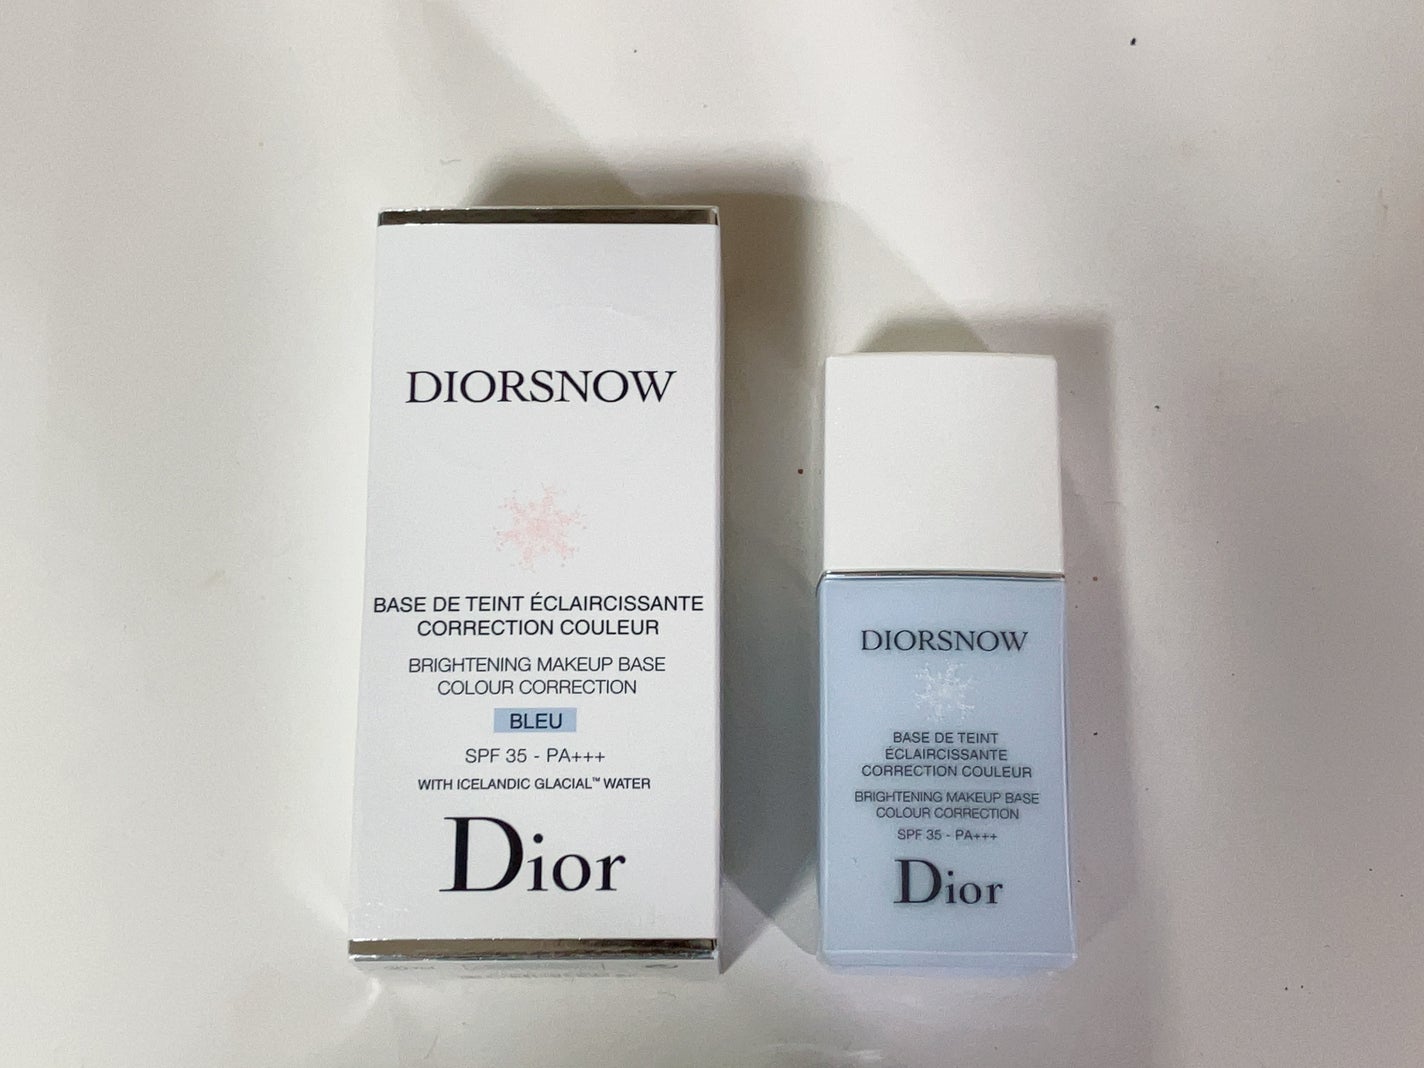 DIORSNOW
BASE DE TEINT ÉCLAIRCISSANTE
CORRECTION COULEUR
BRIGHTENING MAKEUP BASE
COLOUR CORRECTION
BLEU
SPF 35 - PA+++
WITH ICELANDIC GLACIAL™ WATER
Dior
DIORSNOW
BASE DE TEINT
ÉCLAIRCISSANTE
CORRECTION COULEUR
BRIGHTENING MAKEUP BASE
COLOUR CORRECTION
SPF 35 - PA+++
Dior